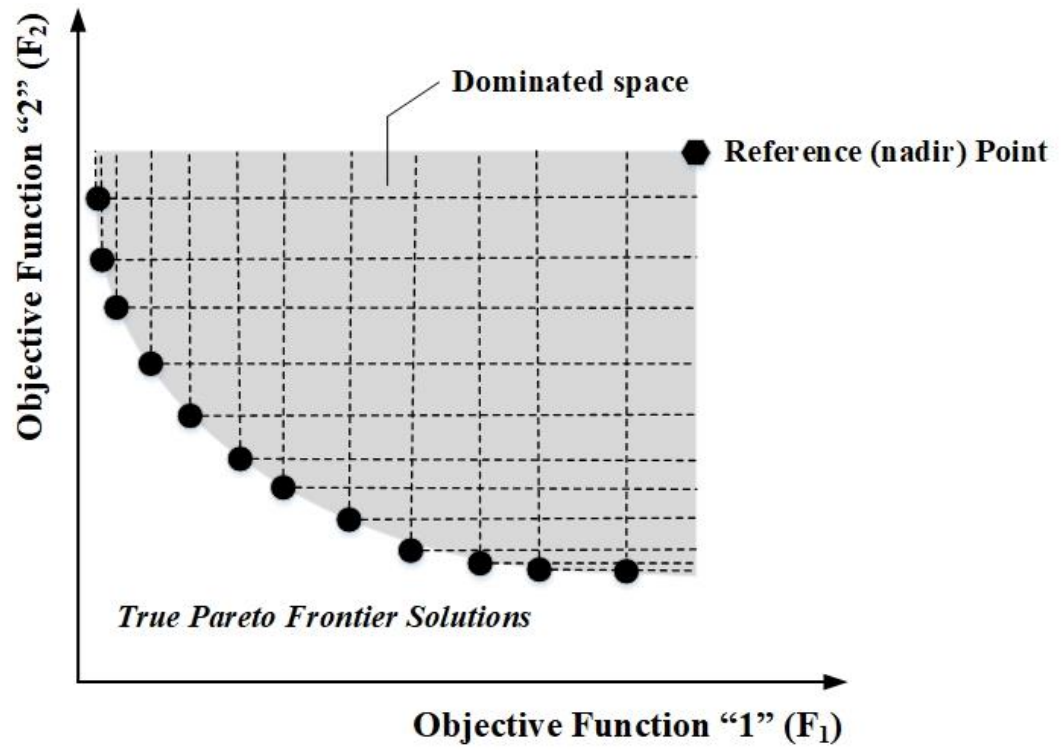 Objective Function “2” (F₂)
Dominated space
Reference (nadir) Point
True Pareto Frontier Solutions
Objective Function “1” (F₁)